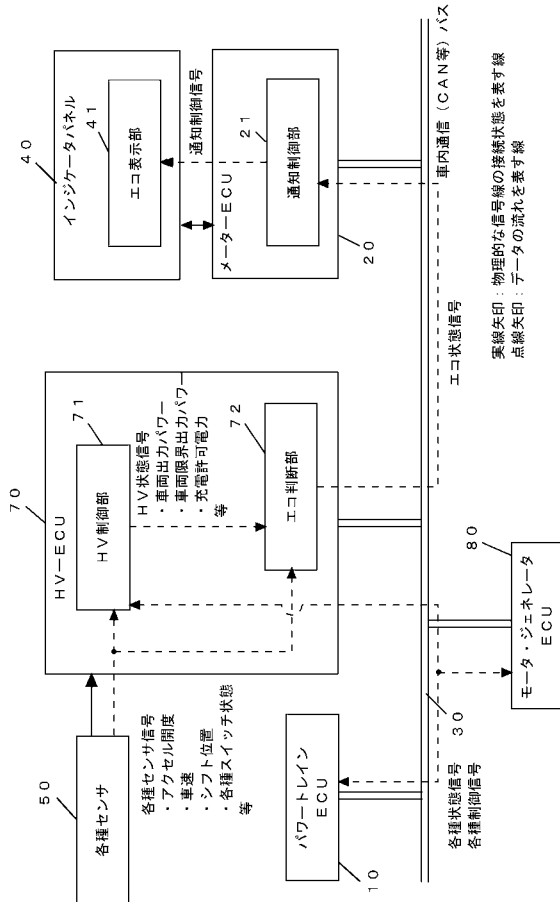 ５０
各種センサ
各種センサ信号
・アクセル開度
・車速
・シフト位置
・各種スイッチ状態
等
７０
ＨＶ－ＥＣＵ
７１
ＨＶ制御部
ＨＶ状態信号
・車両出力パワー
・車両限界出力パワー
・充電許可電力
等
７２
エコ判断部
４０
インジケータパネル
４１
エコ表示部
通知制御信号
メーターＥＣＵ
２１
通知制御部
２０
パワートレイン
ＥＣＵ
１０
各種状態信号
各種制御信号
３０
８０
モータ・ジェネレータ
ＥＣＵ
エコ状態信号
車内通信（ＣＡＮ等）バス
実線矢印：物理的な信号線の接続状態を表す線
点線矢印：データの流れを表す線